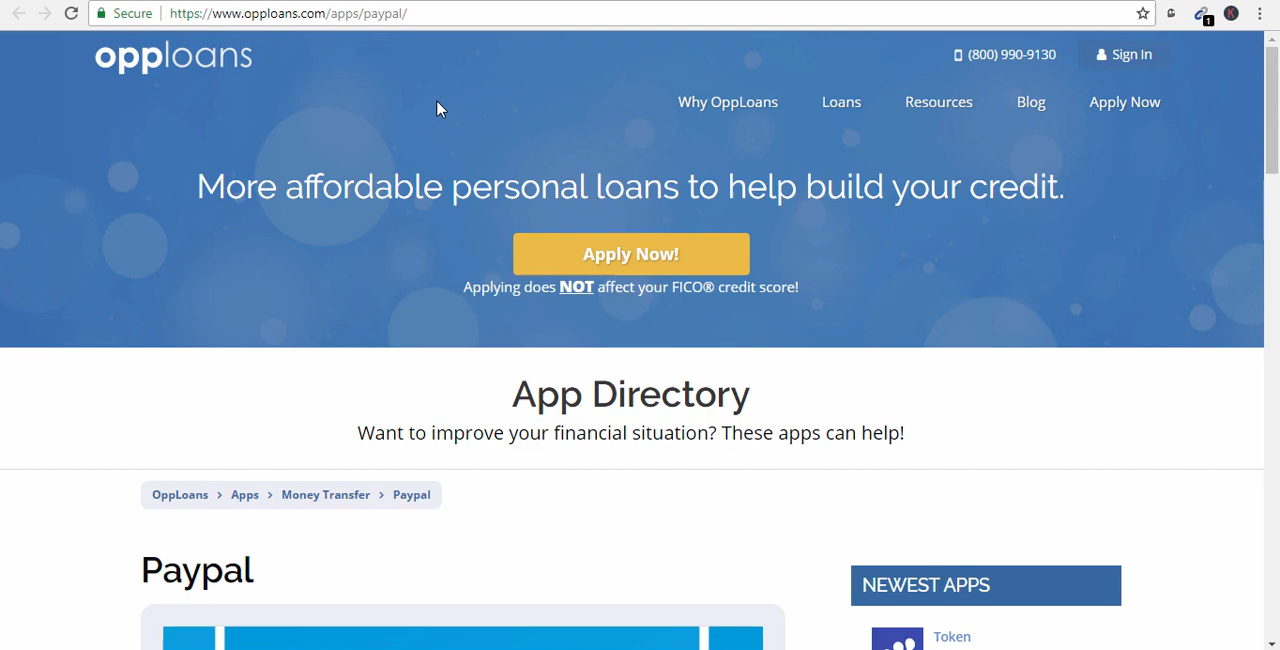 Secure https://www.opploans.com/apps/paypal/
1 K
opploans
(800) 990-9130 Sign In
Why OppLoans Loans Resources Blog Apply Now
More affordable personal loans to help build your credit.
Apply Now!
Applying does NOT affect your FICO® credit score!
App Directory
Want to improve your financial situation? These apps can help!
OppLoans > Apps > Money Transfer > Paypal
Paypal
NEWEST APPS
Token